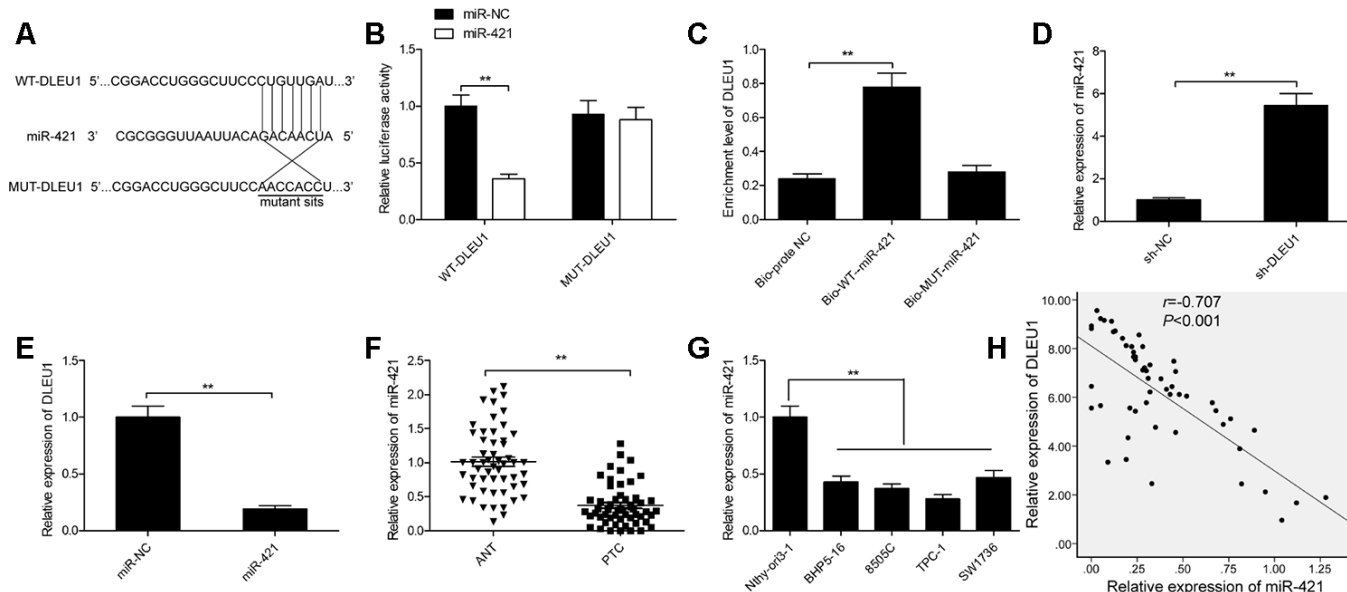 A
WT-DLEU1 5'...CGGACCUGGGCUUCCCUGUUGAU...3'
miR-421 3' CGCGGGUUAAUUACAGACAACUA 5'
MUT-DLEU1 5'...CGGACCUGGGCUUCCAACCACCU...3'
mutant sits
B
miR-NC
miR-421
Relative luciferase activity
1.5
1.0
0.5
0.0
**
WT-DLEU1
MUT-DLEU1
C
Enrichment level of DLEU1
1.0
0.8
0.6
0.4
0.2
0.0
**
Bio-prote NC
Bio-WT--miR-421
Bio-MUT-miR-421
D
Relative expression of miR-421
8
6
4
2
0
**
sh-NC
sh-DLEU1
E
Relative expression of DLEU1
1.5
1.0
0.5
0.0
**
miR-NC
miR-421
F
Relative expression of miR-421
2.5
2.0
1.5
1.0
0.5
0.0
**
ANT
PTC
G
Relative expression of miR-421
1.5
1.0
0.5
0.0
**
Nthy-ori3-1
BHP5-16
8505C
TPC-1
SW1736
H
r=-0.707
P<0.001
Relative expression of DLEU1
10.00
8.00
6.00
4.00
2.00
.00
.00 .25 .50 .75 1.00 1.25
Relative expression of miR-421